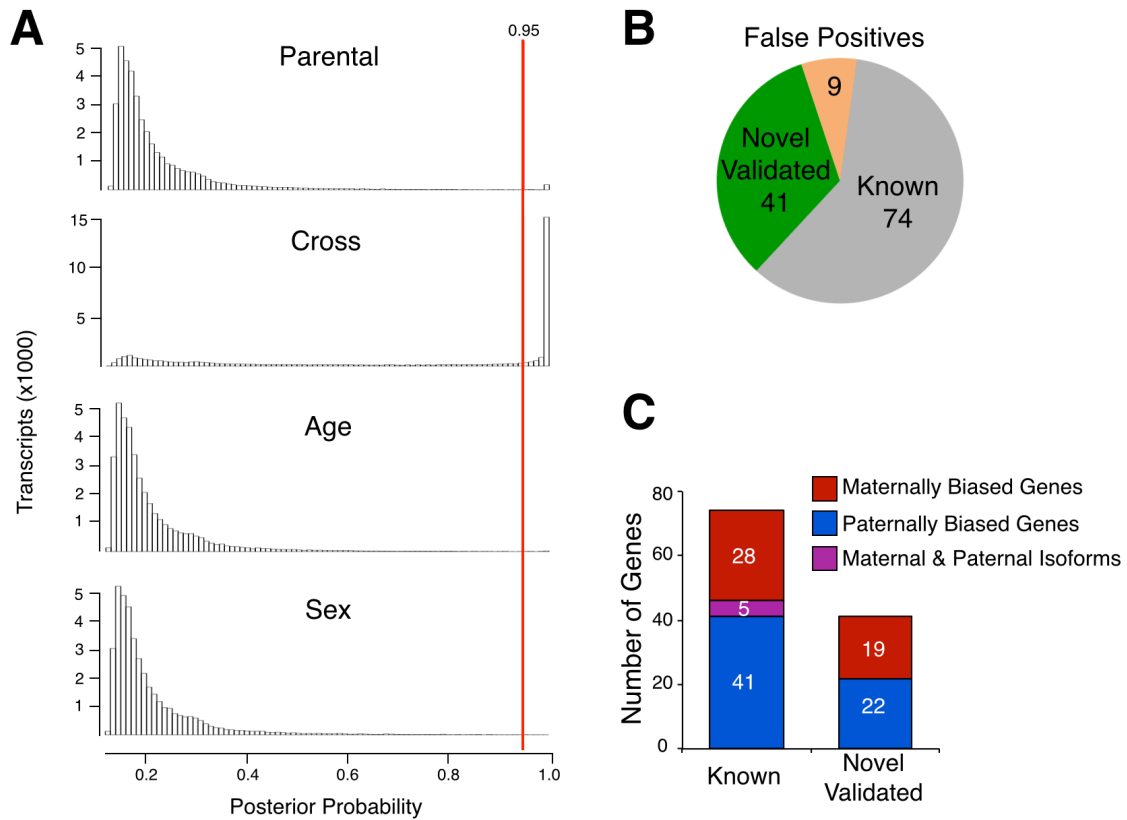 A
0.95
Parental
5
4
3
2
1
Cross
15
10
5
Age
5
4
3
2
1
Sex
5
4
3
2
1
Transcripts (x1000)
0.2 0.4 0.6 0.8 1.0
Posterior Probability
B
False Positives
9
Novel
Validated
41
Known
74
C
Maternally Biased Genes
Paternally Biased Genes
Maternal & Paternal Isoforms
Number of Genes
80
60
40
20
0
28
5
41
19
22
Known
Novel
Validated